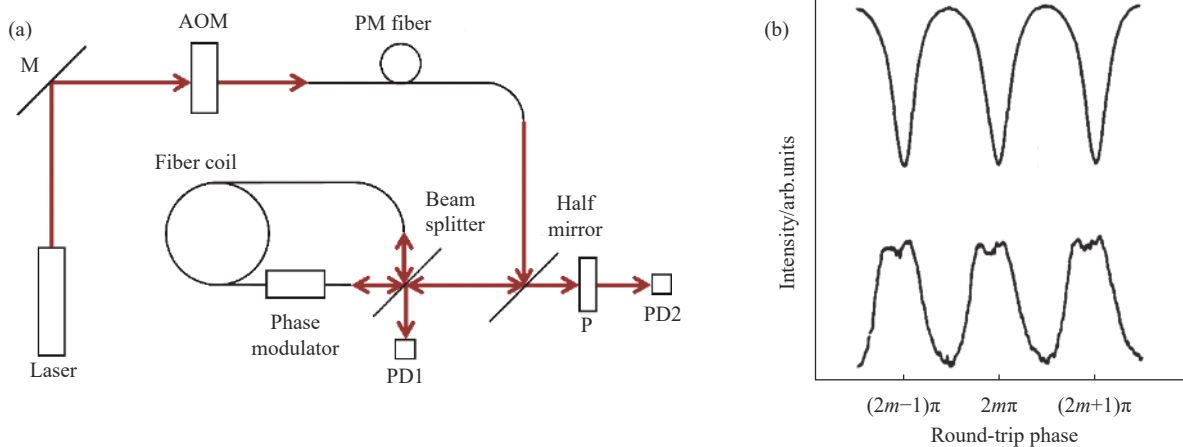 (a)
AOM
PM fiber
M
Fiber coil
Beam
splitter
Half
mirror
Phase
modulator
P
PD2
PD1
Laser
(b)
Intensity/arb.units
(2m−1)π
2mπ
(2m+1)π
Round-trip phase